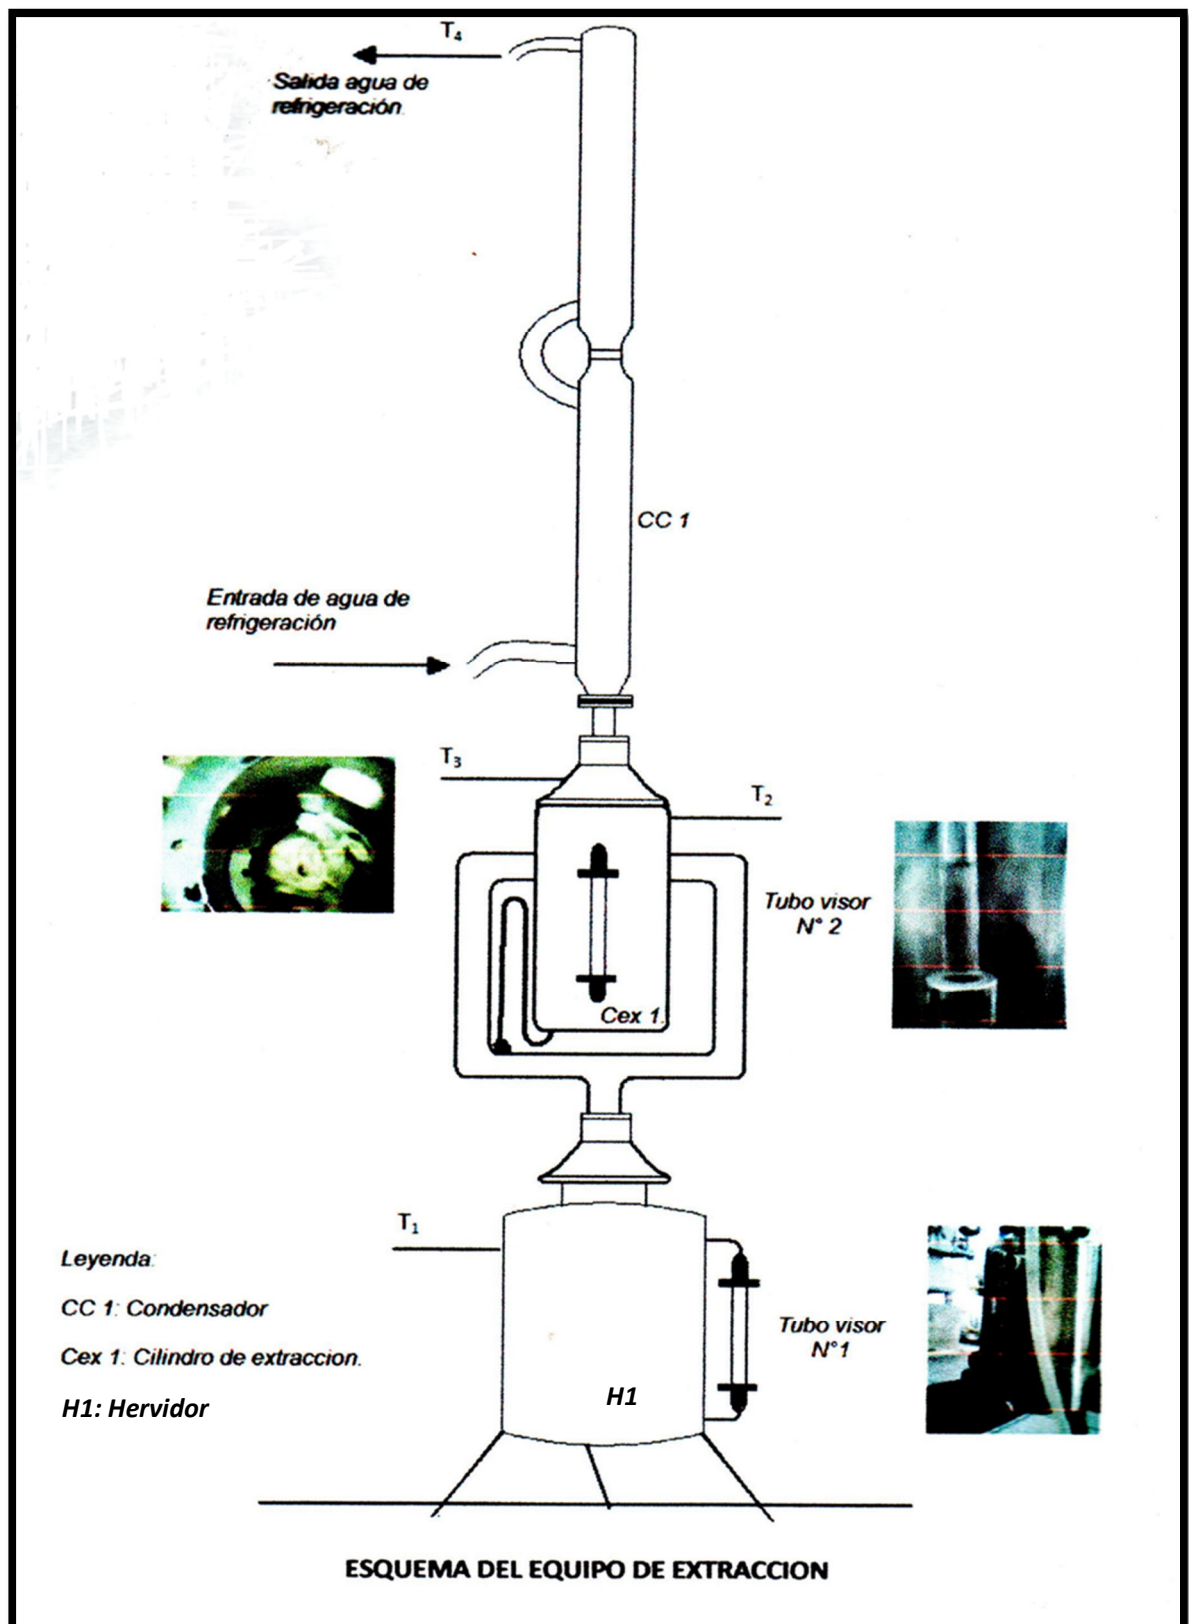 T₄
Salida agua de
refrigeración.
CC 1
Entrada de agua de
refrigeración
T₃
T₂
Tubo visor
N° 2
Cex 1.
T₁
Leyenda:
CC 1: Condensador
Cex 1: Cilindro de extraccion.
H1: Hervidor
Tubo visor
N°1
H1
ESQUEMA DEL EQUIPO DE EXTRACCION